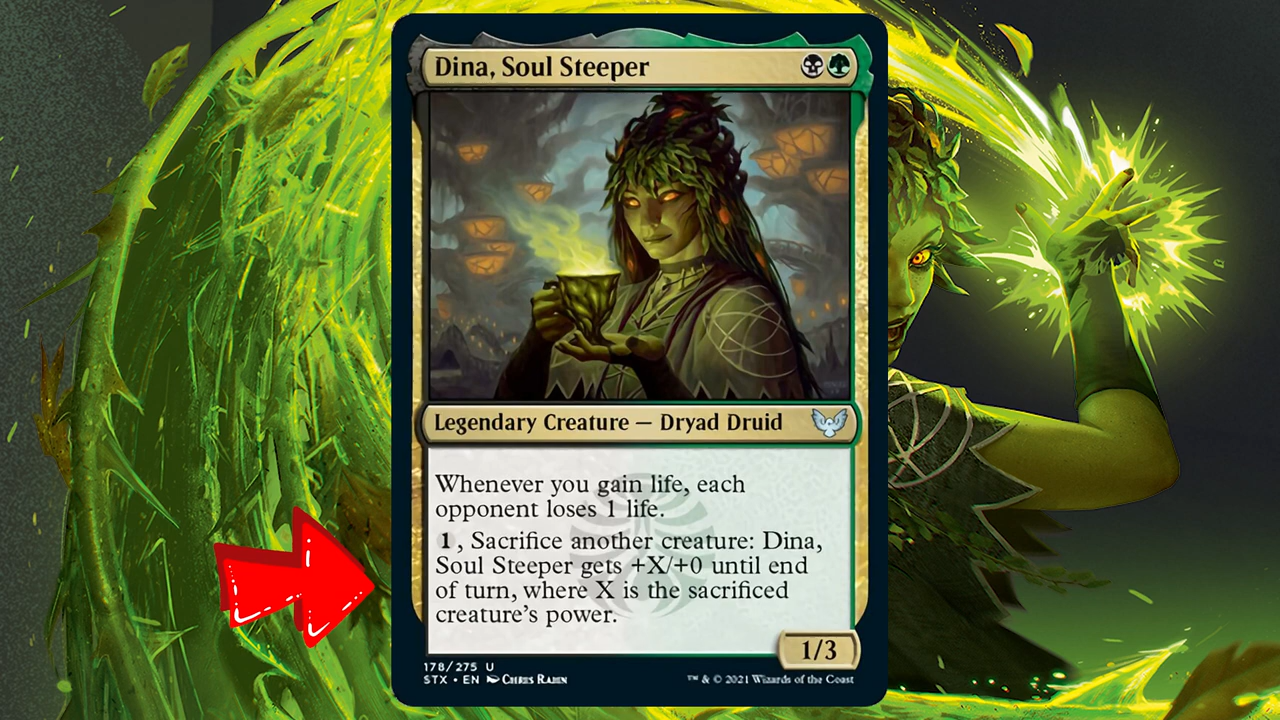 Dina, Soul Steeper
Legendary Creature — Dryad Druid
Whenever you gain life, each
opponent loses 1 life.
1, Sacrifice another creature: Dina,
Soul Steeper gets +X/+0 until end
of turn, where X is the sacrificed
creature's power.
1/3
178/275 U
STX • EN Chris Rahn
™ & © 2021 Wizards of the Coast